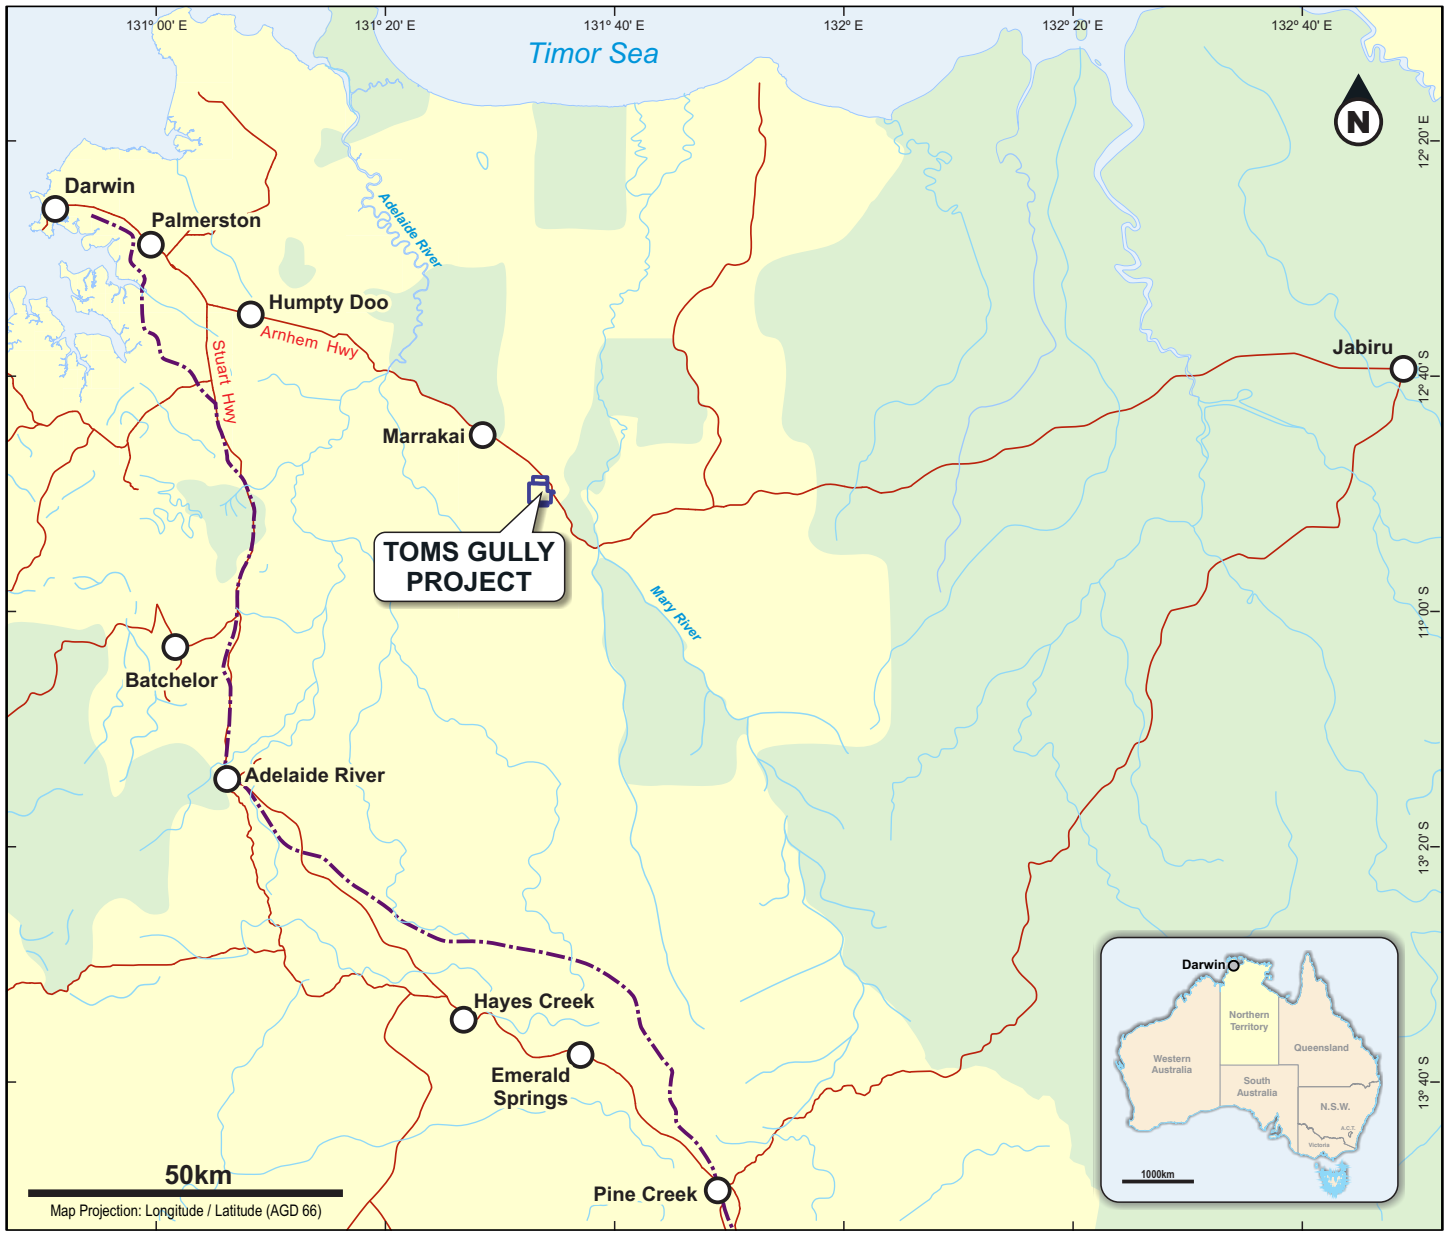 131° 00' E
131° 20' E
131° 40' E
132° E
132° 20' E
132° 40' E
Timor Sea
N
12° 20' E
Darwin
Palmerston
Adelaide River
Humpty Doo
Arnhem Hwy
Stuart Hwy
Jabiru
12° 40' S
Marrakai
TOMS GULLY
PROJECT
Mary River
11° 00' S
Batchelor
Adelaide River
13° 20' S
Hayes Creek
Emerald
Springs
13° 40' S
Pine Creek
50km
Map Projection: Longitude / Latitude (AGD 66)
Darwin
Northern
Territory
Western
Australia
Queensland
South
Australia
N.S.W.
A.C.T.
Victoria
1000km